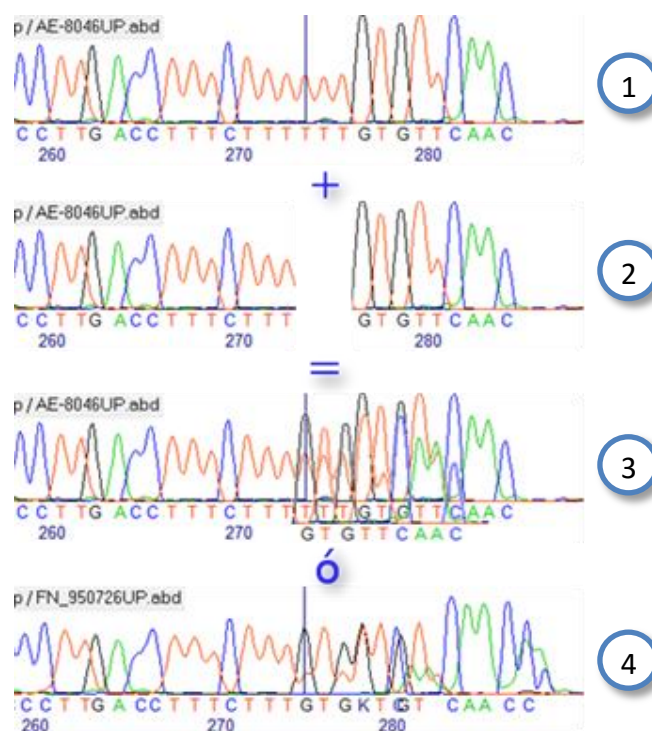 p/AE-8046UP.abd
C C T T G A C C T T T C T T T T T T G T G T T C A A C
260 270 280
1
+
p/AE-8046UP.abd
C C T T G A C C T T T C T T T G T G T T C A A C
260 270 280
2
=
p/AE-8046UP.abd
C C T T G A C C T T T C T T T T T T G T G T T C A A C
G T G T T C A A C
260 270
3
ó
p/FN_950726UP.abd
C C C T T G A C C T T T C T T T G T G K T C G T C A A C C
260 270 280
4